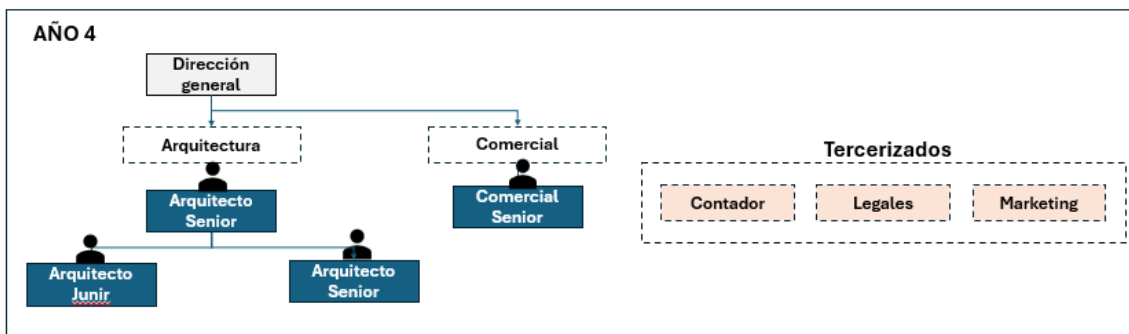 AÑO 4
Dirección
general
Arquitectura
Comercial
Arquitecto
Senior
Comercial
Senior
Arquitecto
Junir
Arquitecto
Senior
Tercerizados
Contador
Legales
Marketing